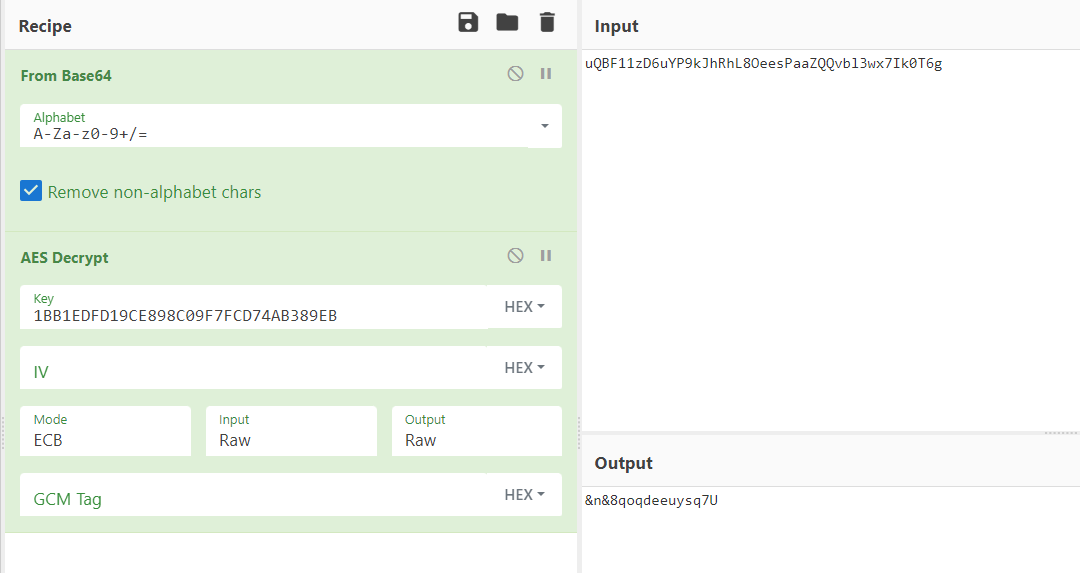 Recipe
From Base64
Alphabet
A-Za-z0-9+/=
Remove non-alphabet chars
AES Decrypt
Key
1BB1EDFD19CE898C09F7FCD74AB389EB
HEX
IV
HEX
Mode
ECB
Input
Raw
Output
Raw
GCM Tag
HEX
Input
uQBF11zD6uYP9kJhRhL8OeesPaaZQQvbl3wx7Ik0T6g
Output
&n&8qoqdeeuysq7U